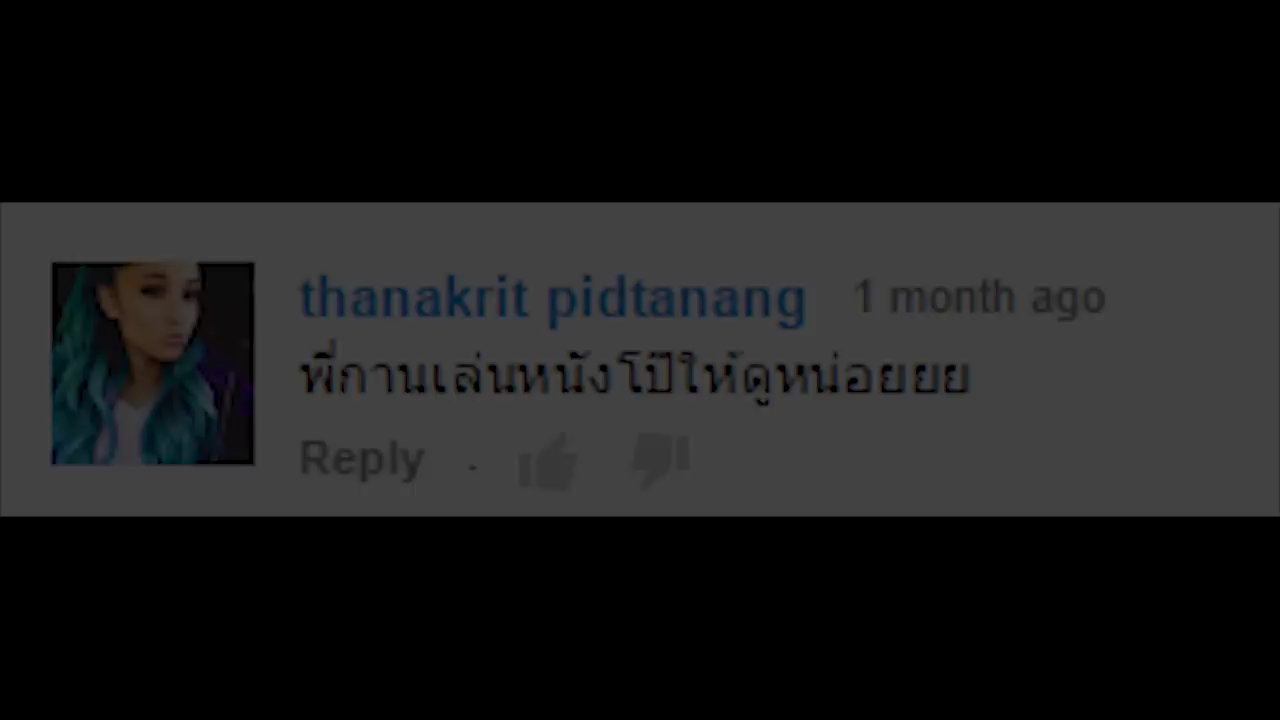 thanakrit pidtanang 1 month ago
พี่กานเล่นหนังโป๊ให้ดูหน่อยยย
Reply .